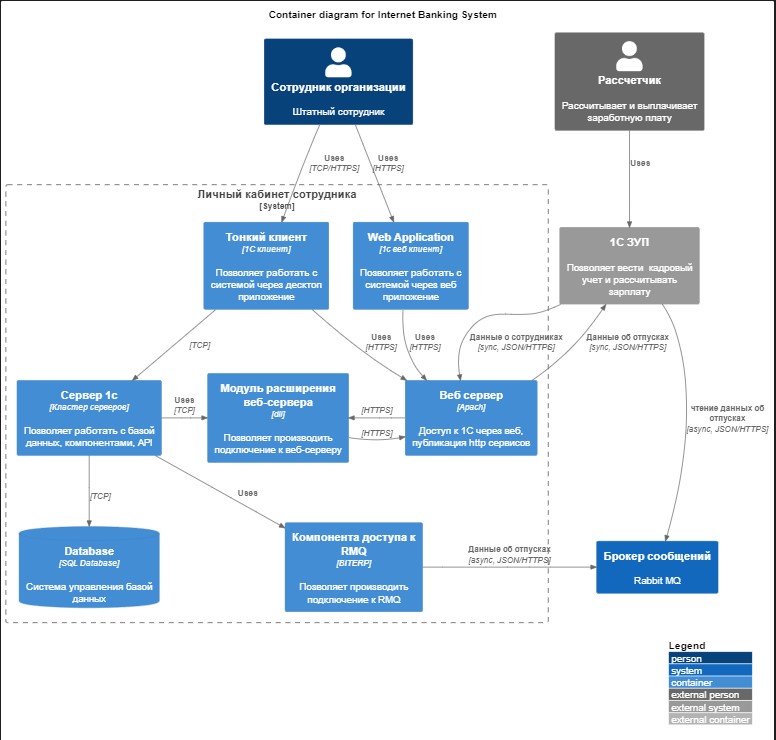 Container diagram for Internet Banking System
Сотрудник организации
Штатный сотрудник
Рассчетчик
Рассчитывает и выплачивает
заработную плату
Uses
[TCP/HTTPS]
Uses
[HTTPS]
Uses
Личный кабинет сотрудника
[System]
Тонкий клиент
[1С клиент]
Позволяет работать с
системой через десктоп
приложение
Web Application
[1с веб клиент]
Позволяет работать с
системой через веб
приложение
1С ЗУП
Позволяет вести кадровый
учет и рассчитывать
зарплату
[TCP]
Uses
[HTTPS]
Uses
[HTTPS]
Данные о сотрудниках
[sync, JSON/HTTPS]
Данные об отпусках
[sync, JSON/HTTPS]
Сервер 1с
[Кластер серверов]
Позволяет работать с базой
данных, компонентами, API
Uses
[TCP]
Модуль расширения
веб-сервера
[dll]
Позволяет производить
подключение к веб-серверу
[HTTPS]
[HTTPS]
Веб сервер
[Apach]
Доступ к 1С через веб,
публикация http сервисов
чтение данных об
отпусках
[async, JSON/HTTPS]
[TCP]
Uses
Database
[SQL Database]
Система управления базой
данных
Компонента доступа к
RMQ
[BITERP]
Позволяет производить
подключение к RMQ
Данные об отпусках
[async, JSON/HTTPS]
Брокер сообщений
Rabbit MQ
Legend
person
system
container
external person
external system
external container